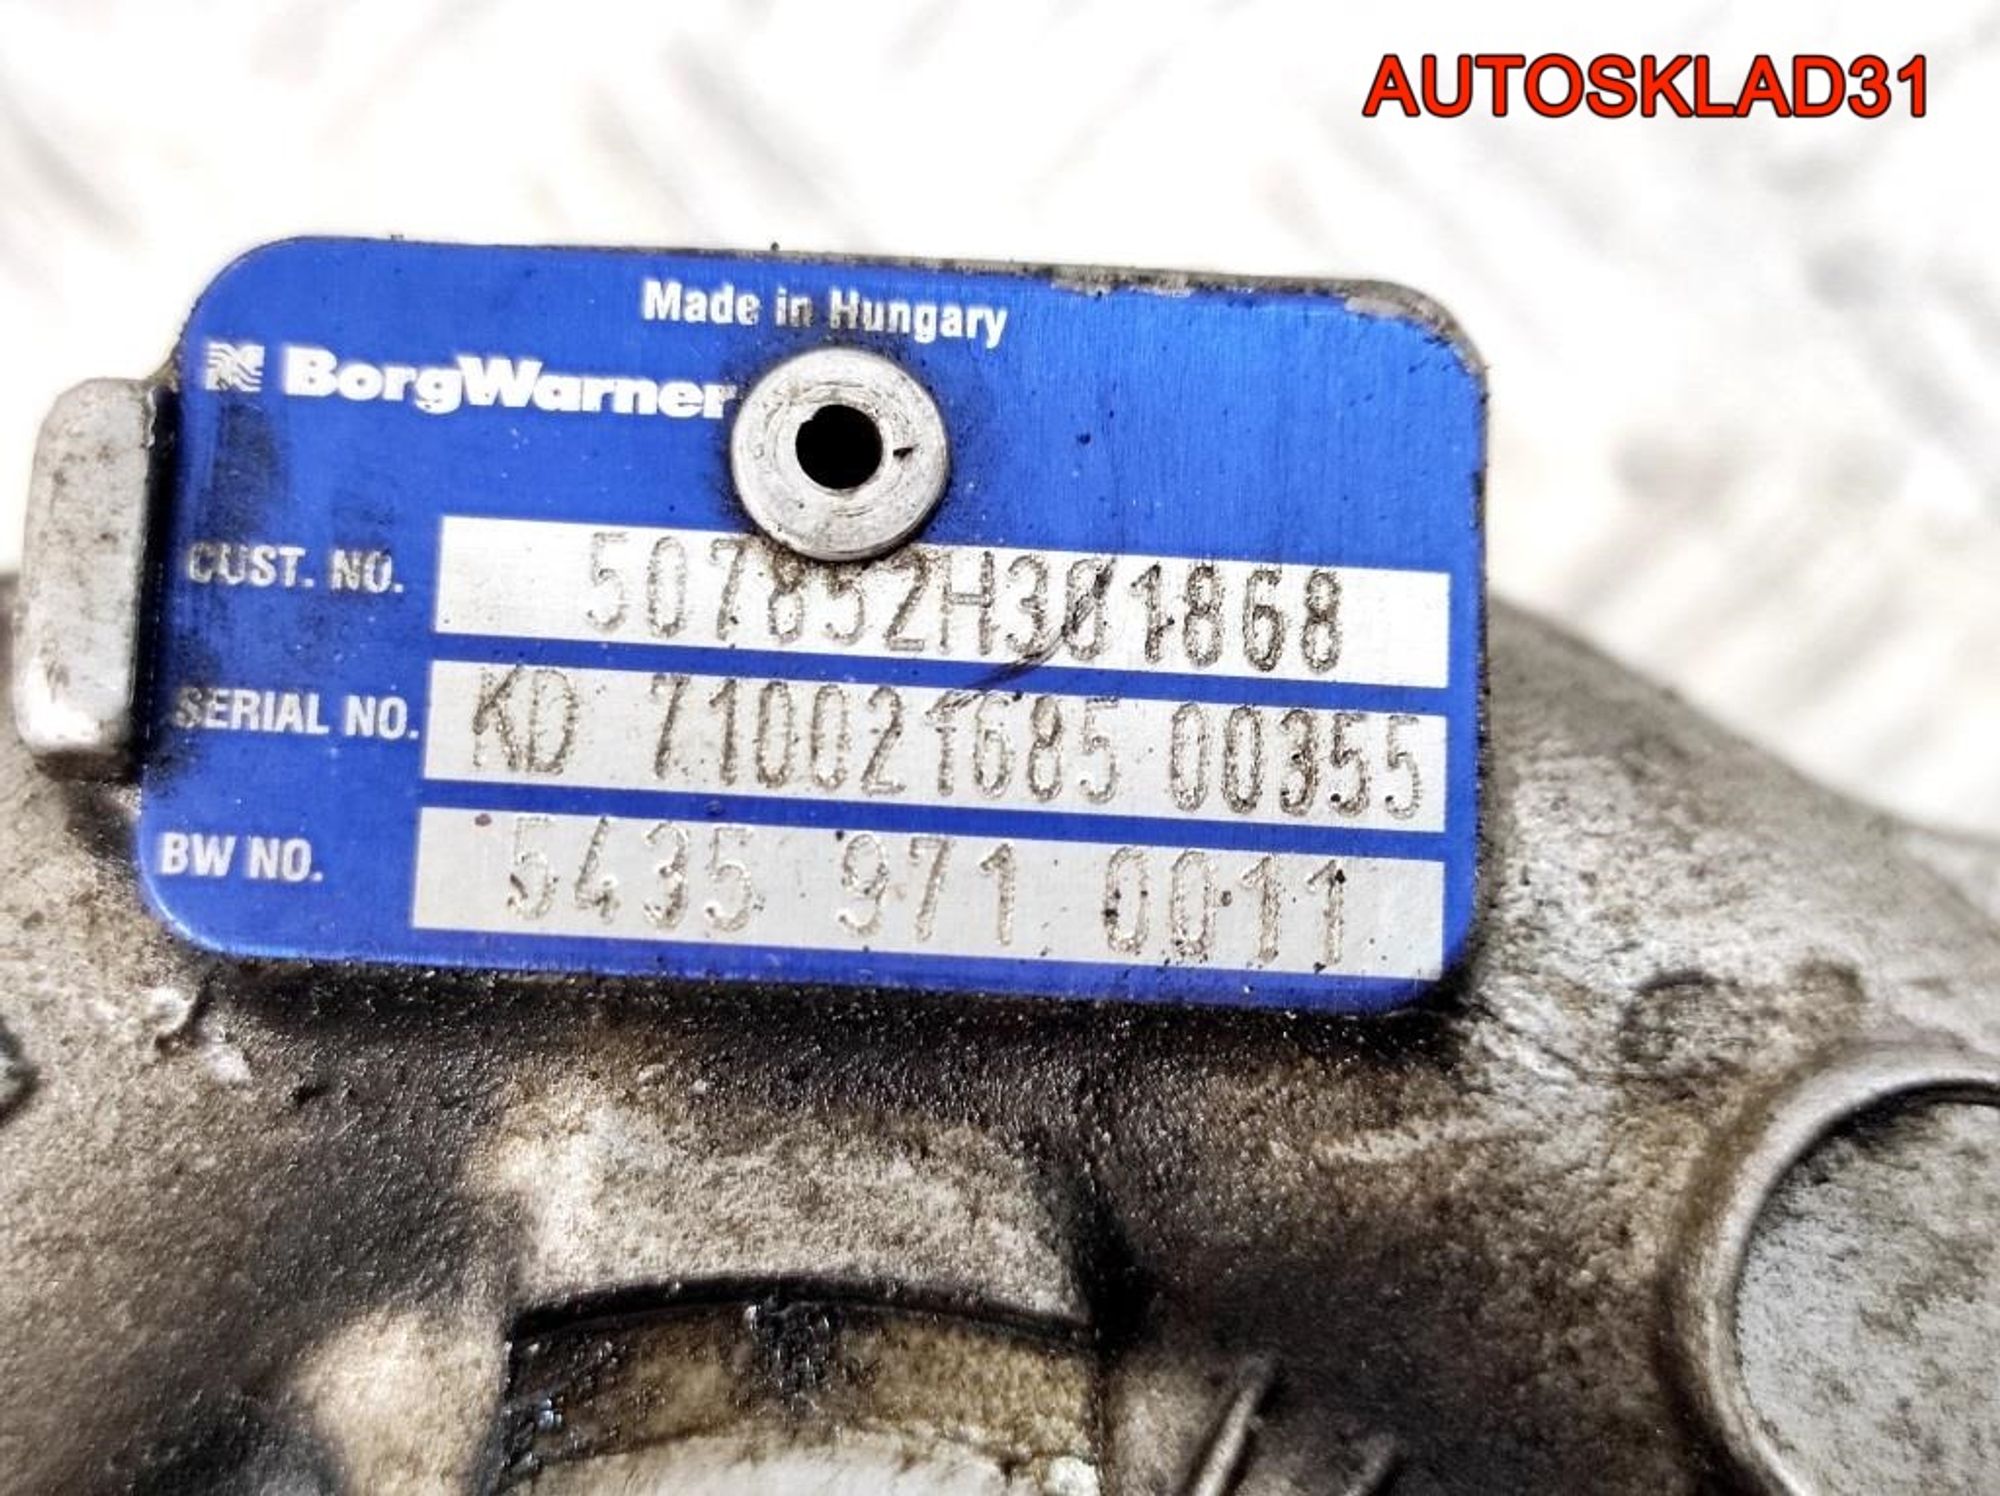 AUTOSKLAD31
Made in Hungary
BorgWarner
CUST. NO. 507852H301868
SERIAL NO. KD 710021685 00355
BW NO. 5435 971 0011